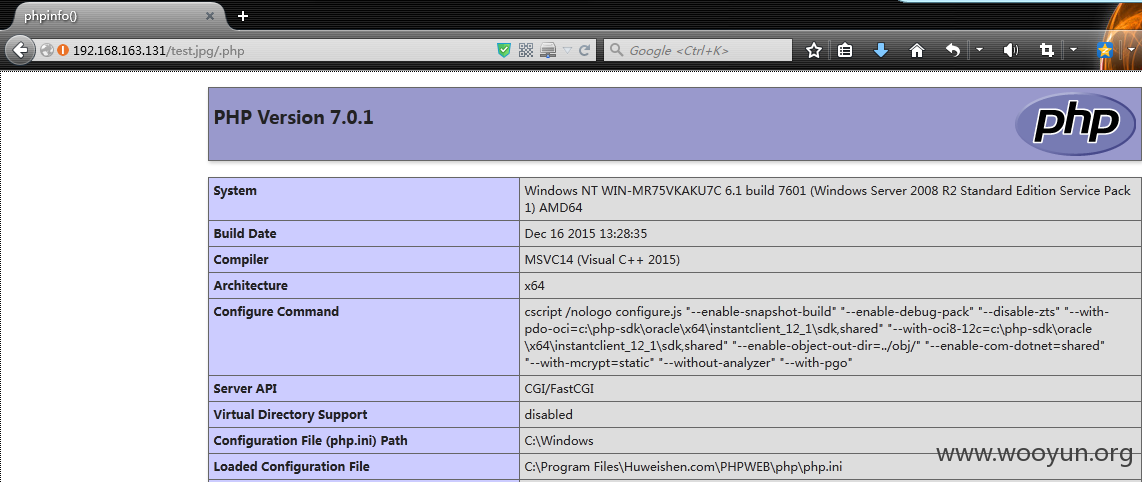 phpinfo()
192.168.163.131/test.jpg/.php
Google <Ctrl+K>
PHP Version 7.0.1
php
System
Windows NT WIN-MR75VKAKU7C 6.1 build 7601 (Windows Server 2008 R2 Standard Edition Service Pack
1) AMD64
Build Date
Dec 16 2015 13:28:35
Compiler
MSVC14 (Visual C++ 2015)
Architecture
x64
Configure Command
cscript /nologo configure.js "--enable-snapshot-build" "--enable-debug-pack" "--disable-zts" "--with-
pdo-oci=c:\php-sdk\oracle\x64\instantclient_12_1\sdk,shared" "--with-oci8-12c=c:\php-sdk\oracle
\x64\instantclient_12_1\sdk,shared" "--enable-object-out-dir=../obj/" "--enable-com-dotnet=shared"
"--with-mcrypt=static" "--without-analyzer" "--with-pgo"
Server API
CGI/FastCGI
Virtual Directory Support
disabled
Configuration File (php.ini) Path
C:\Windows
Loaded Configuration File
C:\Program Files\Huweishen.com\PHPWEB\php\php.ini
www.wooyun.org